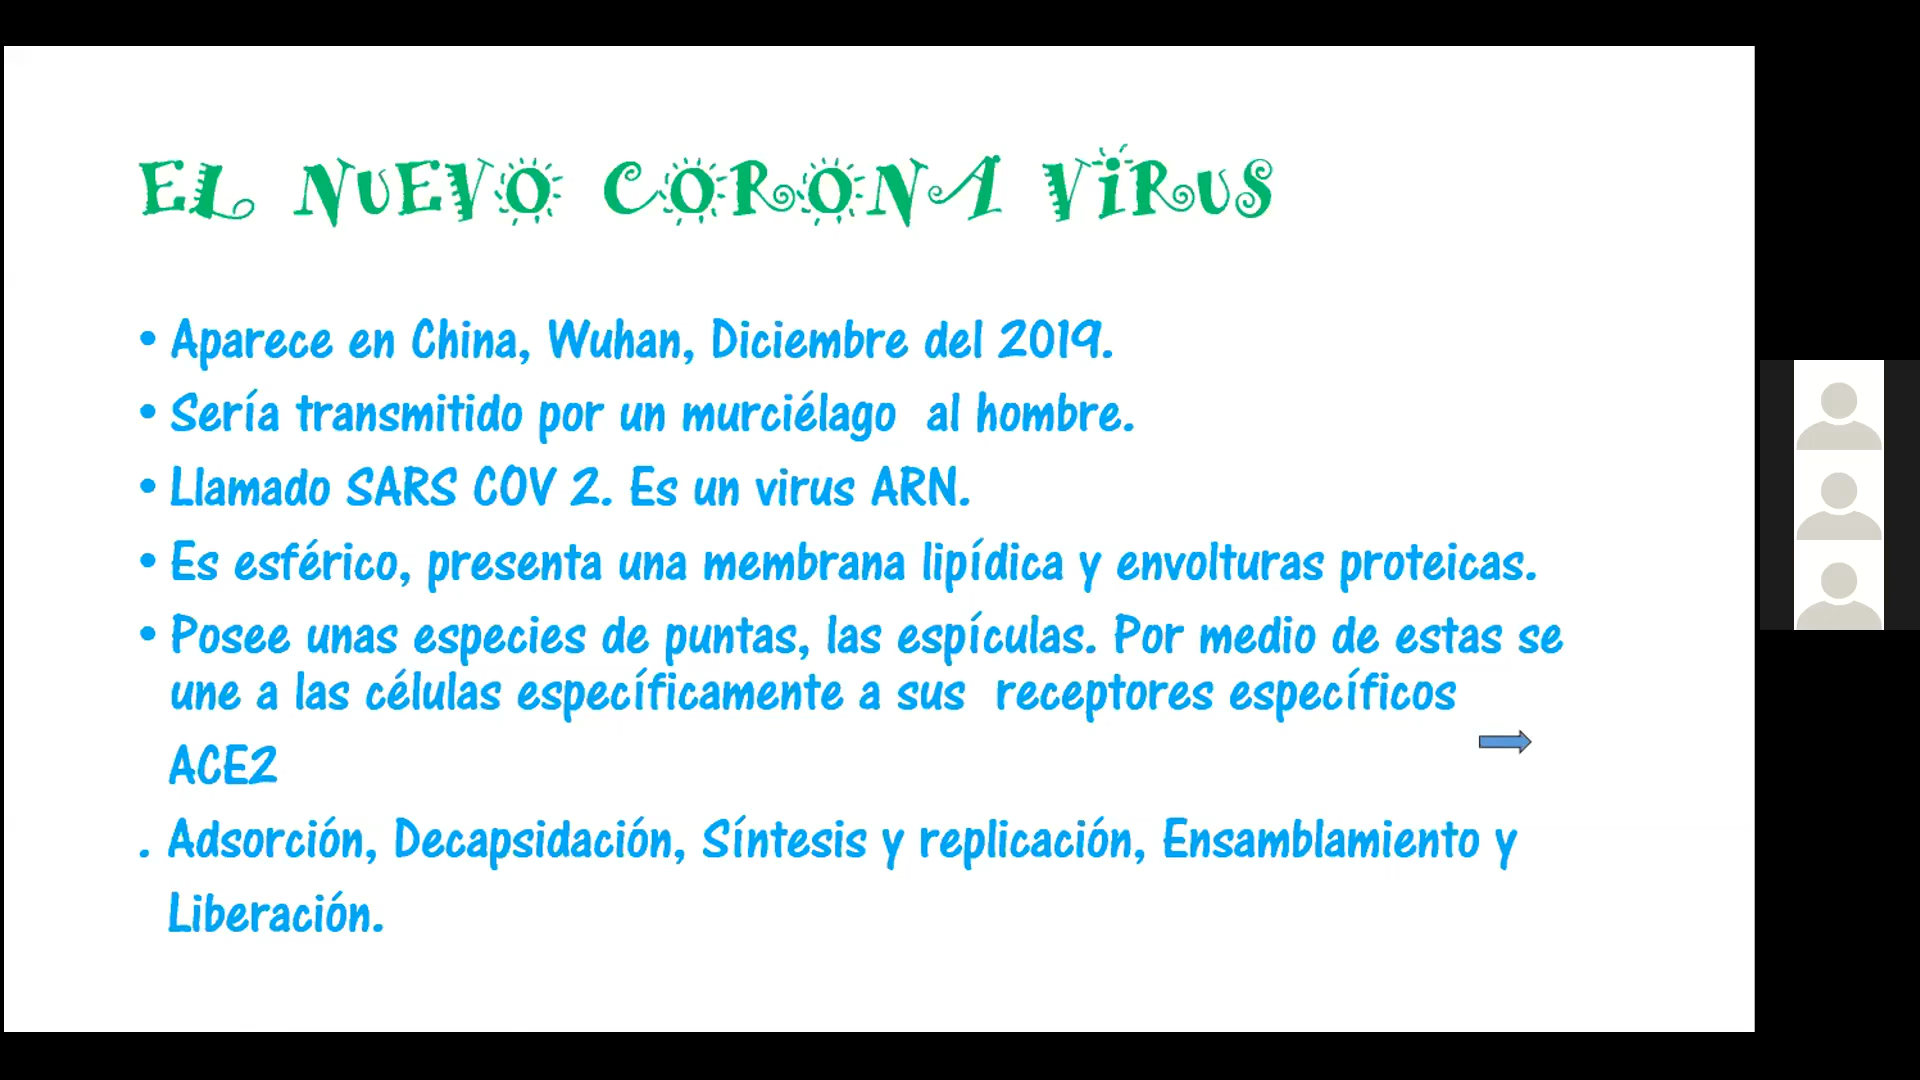 EL NUEVO CORONA VIRUS
• Aparece en China, Wuhan, Diciembre del 2019.
• Sería transmitido por un murciélago al hombre.
• Llamado SARS COV 2. Es un virus ARN.
• Es esférico, presenta una membrana lipídica y envolturas proteicas.
• Posee unas especies de puntas, las espículas. Por medio de estas se
une a las células específicamente a sus receptores específicos
ACE2
. Adsorción, Decapsidación, Síntesis y replicación, Ensamblamiento y
Liberación.